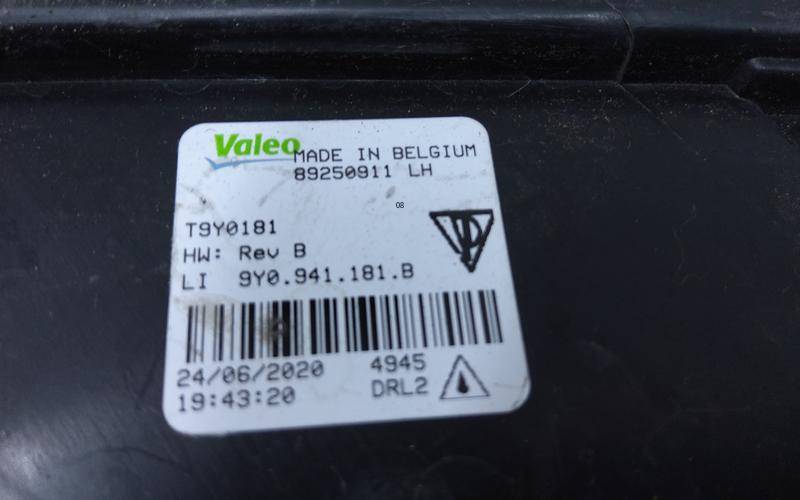 Valeo MADE IN BELGIUM
89250911 LH
08
T9Y0181
HW: Rev B
LI 9Y0.941.181.B
24/06/2020 4945
19:43:20 DRL2